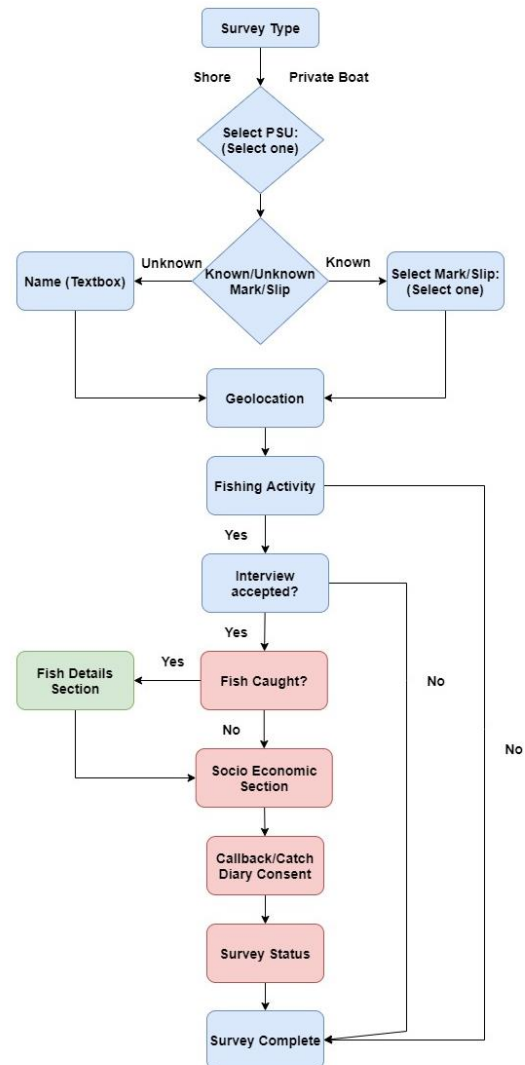 Survey Type
Shore
Private Boat
Select PSU:
(Select one)
Unknown
Known/Unknown
Mark/Slip
Known
Name (Textbox)
Select Mark/Slip:
(Select one)
Geolocation
Fishing Activity
Yes
Interview
accepted?
Yes
No
Fish Details
Section
Yes
Fish Caught?
No
No
Socio Economic
Section
Callback/Catch
Diary Consent
Survey Status
Survey Complete